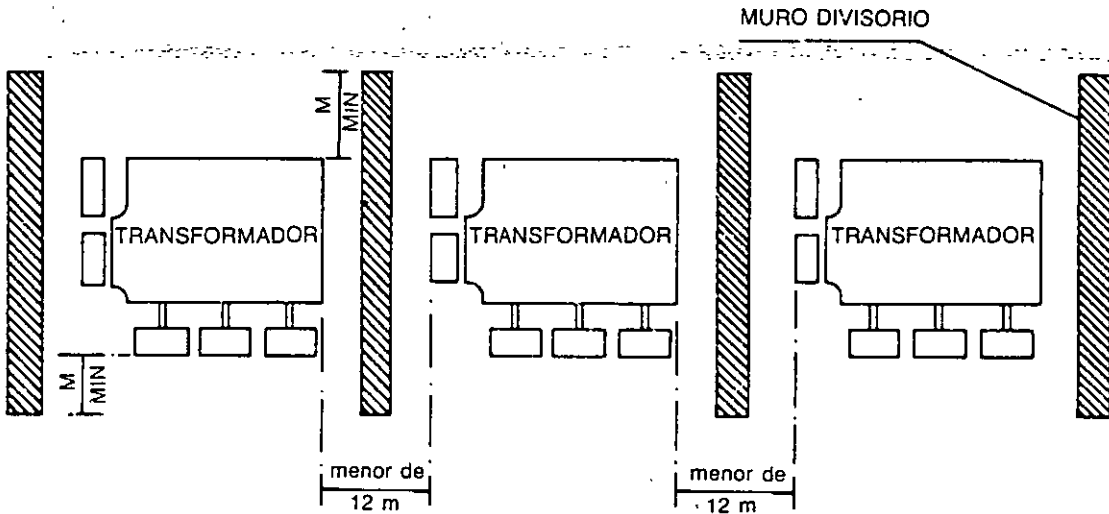 MURO DIVISORIO
M
MIN
TRANSFORMADOR
TRANSFORMADOR
TRANSFORMADOR
M
MIN
menor de
12 m
menor de
12 m